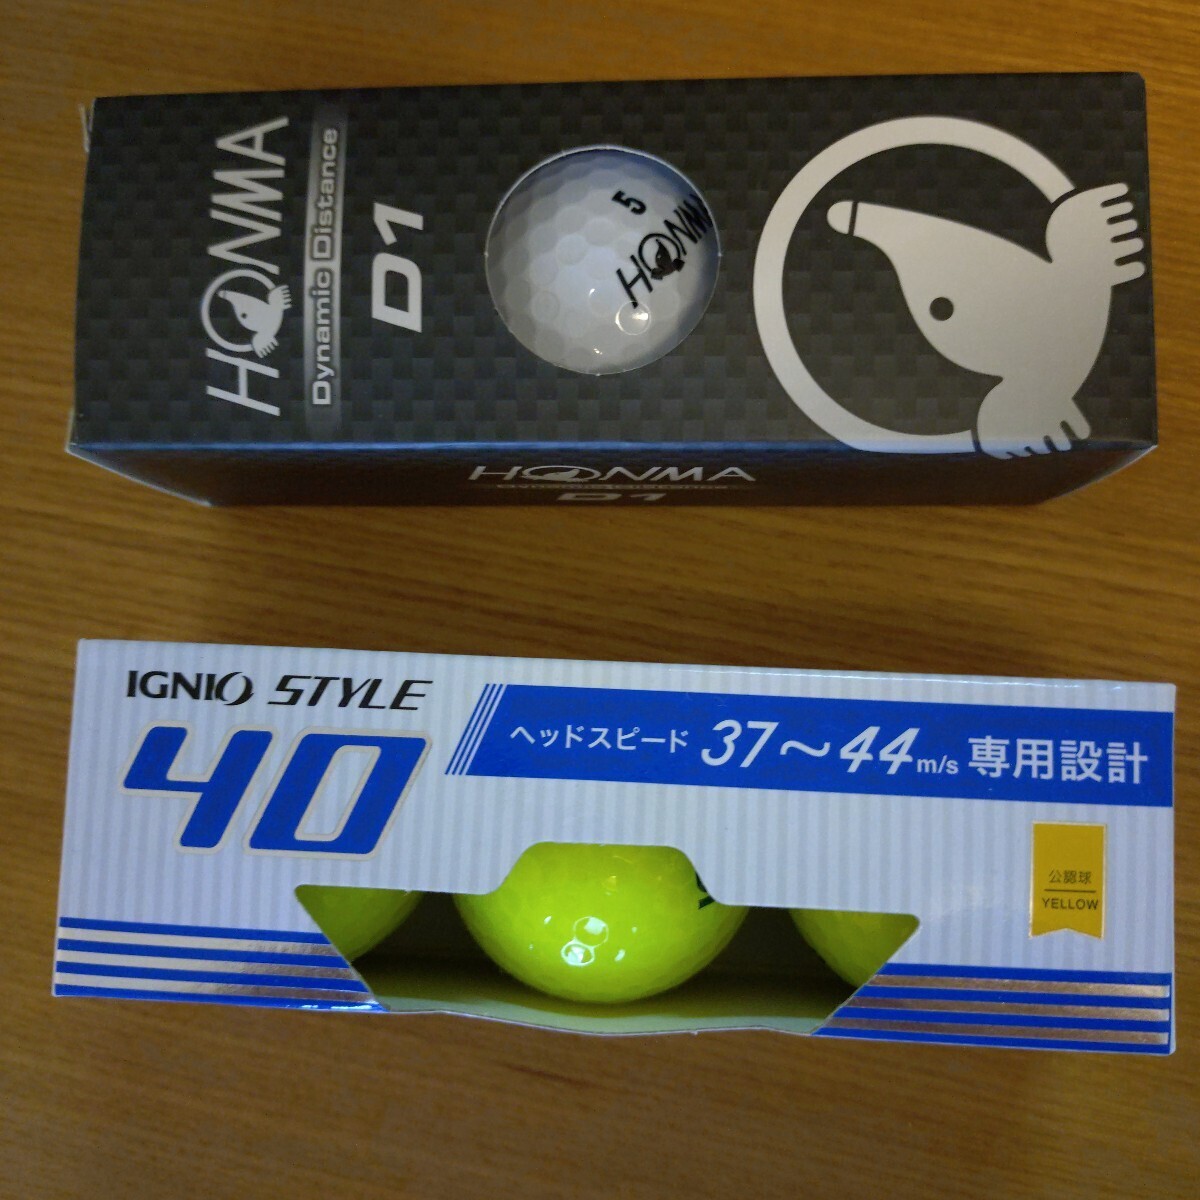 HONMA
Dynamic Distance
D1
5
HONMA
HONMA
D1
IGNIO STYLE
40
ヘッドスピード 37〜44m/s 専用設計
公認球
YELLOW